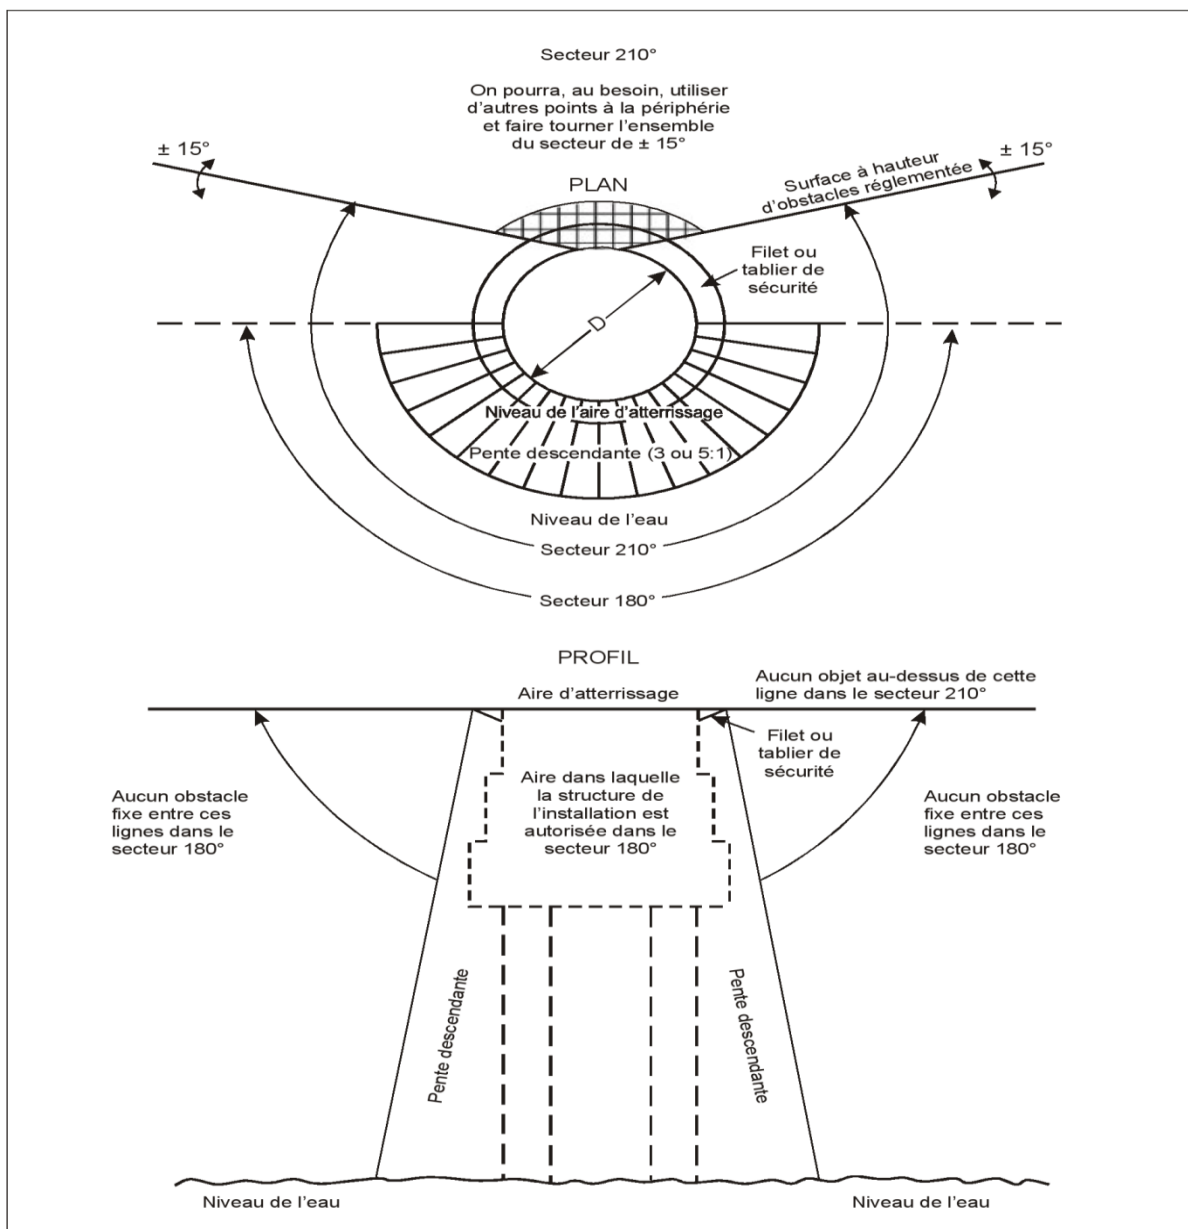 Secteur 210°
On pourra, au besoin, utiliser
d'autres points à la périphérie
et faire tourner l'ensemble
du secteur de ± 15°
± 15°
± 15°
PLAN
Surface à hauteur
d'obstacles réglementée
Filet ou
tablier de
sécurité
D
Niveau de l'aire d'atterrissage
Pente descendante (3 ou 5:1)
Niveau de l'eau
Secteur 210°
Secteur 180°
PROFIL
Aire d'atterrissage
Aucun objet au-dessus de cette
ligne dans le secteur 210°
Filet ou
tablier de
sécurité
Aucun obstacle
fixe entre ces
lignes dans le
secteur 180°
Aire dans laquelle
la structure de
l'installation est
autorisée dans le
secteur 180°
Aucun obstacle
fixe entre ces
lignes dans le
secteur 180°
Pente descendante
Pente descendante
Niveau de l'eau
Niveau de l'eau